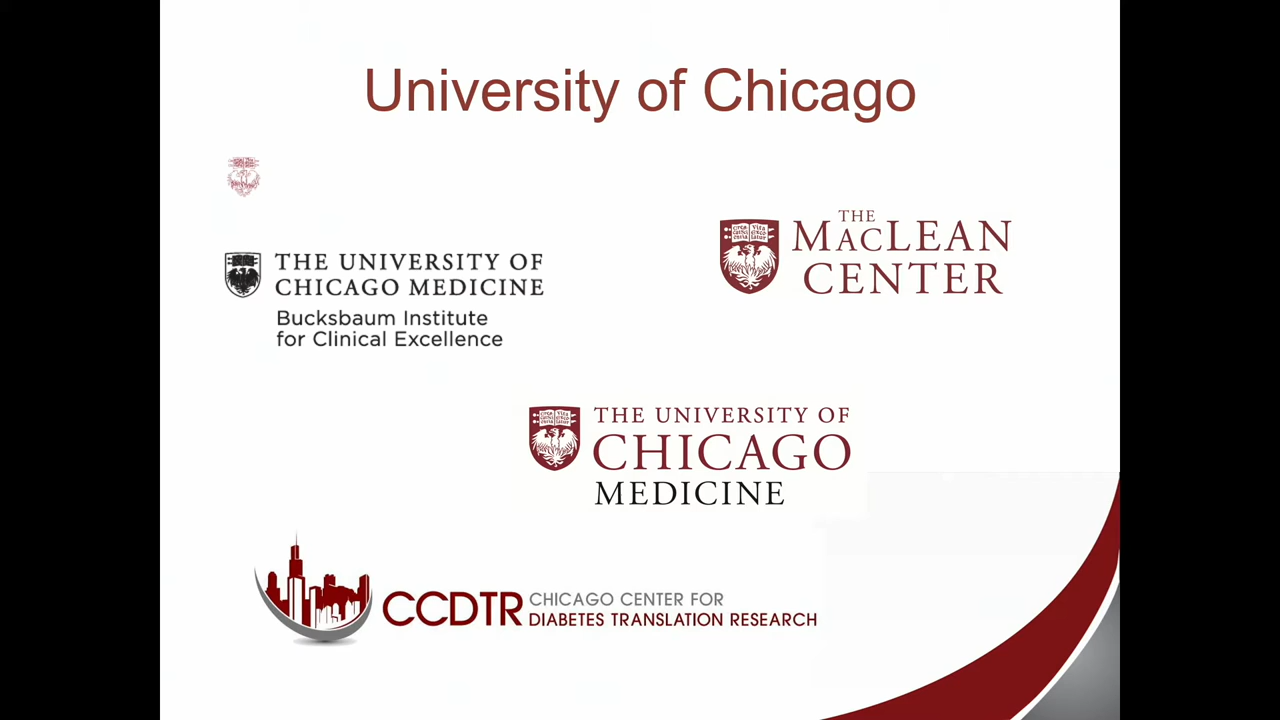 University of Chicago
THE UNIVERSITY OF
CHICAGO MEDICINE
Bucksbaum Institute
for Clinical Excellence
THE
MACLEAN
CENTER
THE UNIVERSITY OF
CHICAGO
MEDICINE
CCDTR
CHICAGO CENTER FOR
DIABETES TRANSLATION RESEARCH